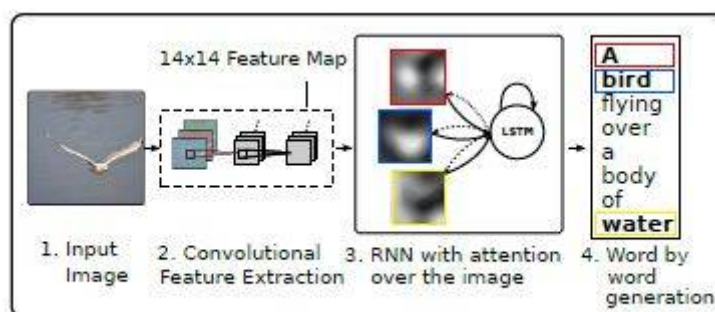 14x14 Feature Map
LSTM
A
bird
flying
over
a
body
of
water
1. Input
Image
2. Convolutional
Feature Extraction
3. RNN with attention
over the image
4. Word by
word
generation